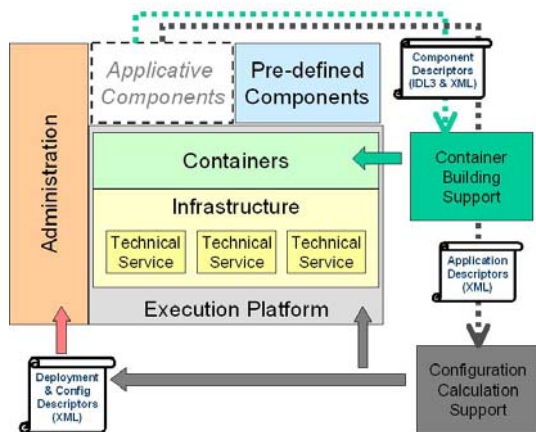 Administration
Applicative
Components
Pre-defined
Components
Component
Descriptors
(IDL3 & XML)
Containers
Container
Building
Support
Infrastructure
Technical
Service
Technical
Service
Technical
Service
Application
Descriptors
(XML)
Execution Platform
Deployment
& Config
Descriptors
(XML)
Configuration
Calculation
Support